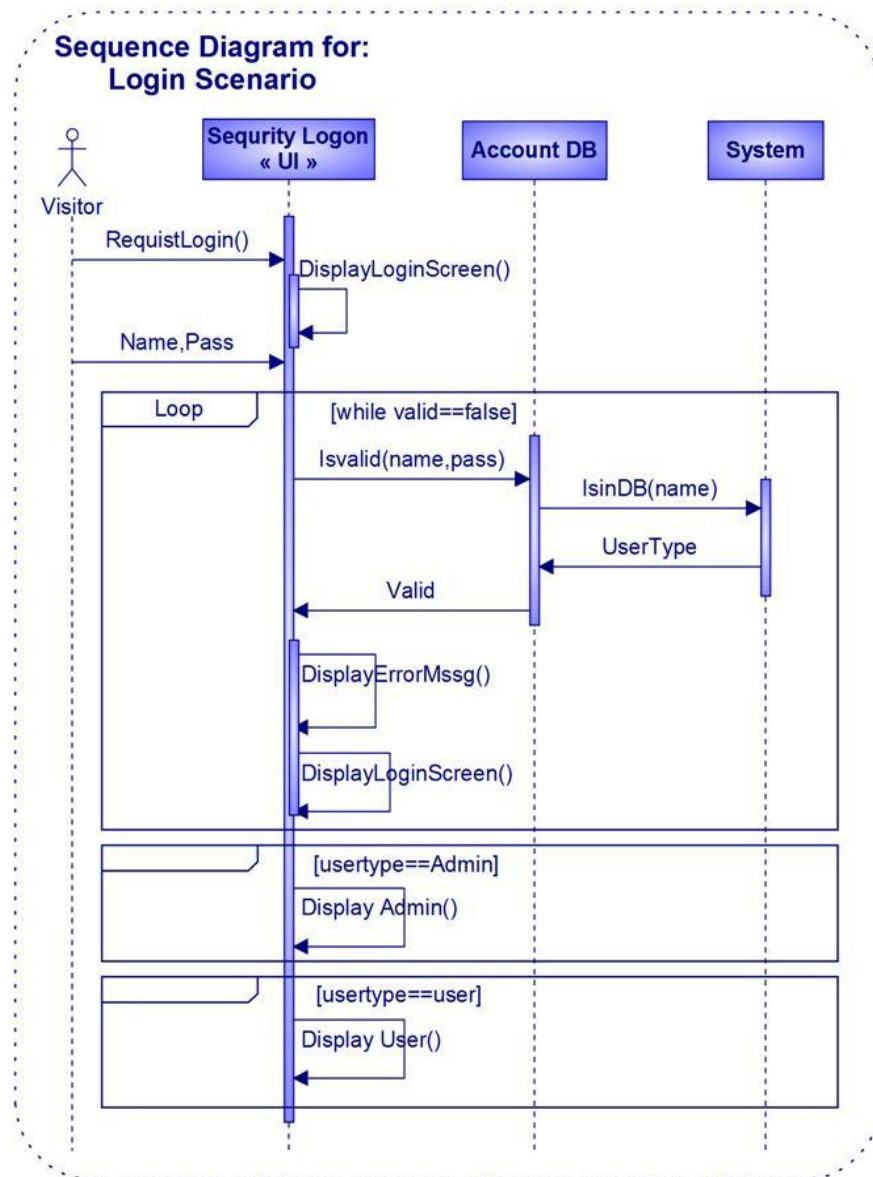 Sequence Diagram for:
Login Scenario
Sequrity Logon
« UI »
Account DB
System
Visitor
RequistLogin()
DisplayLoginScreen()
Name,Pass
Loop
[while valid==false]
Isvalid(name,pass)
IsinDB(name)
UserType
Valid
DisplayErrorMssg()
DisplayLoginScreen()
[usertype==Admin]
Display Admin()
[usertype==user]
Display User()